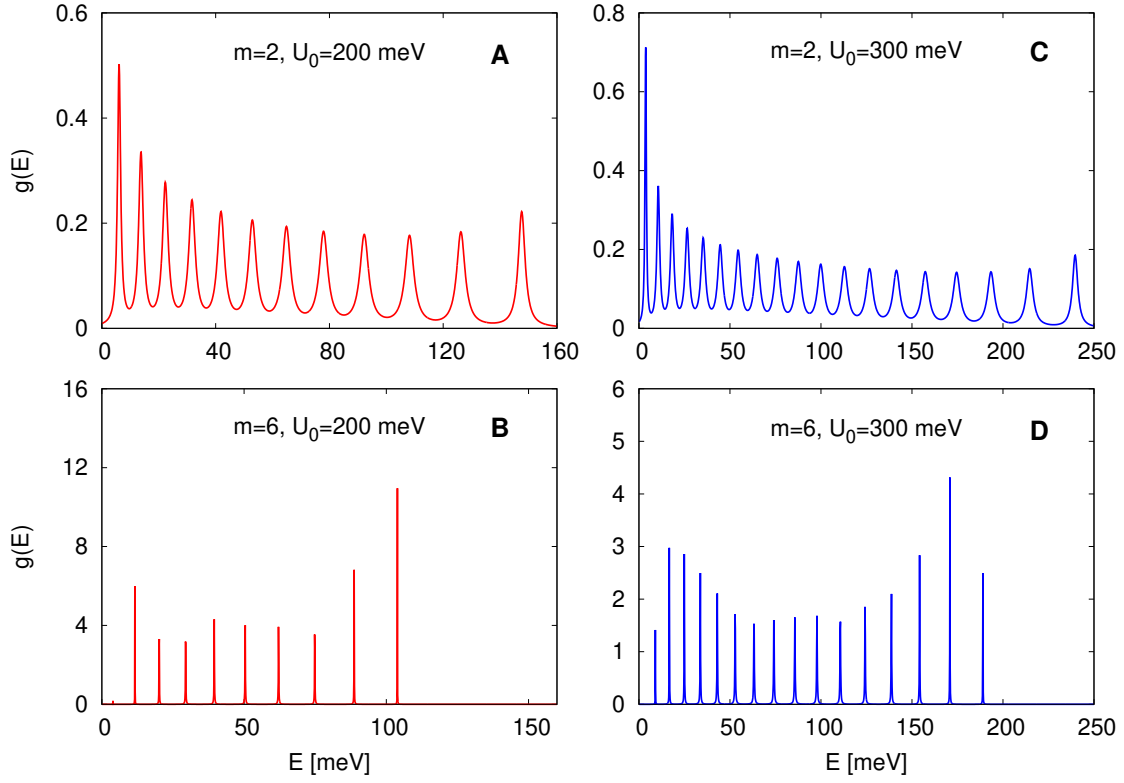 m=2, U₀=200 meV A
g(E)
0.6
0.4
0.2
0
0 40 80 120 160
m=2, U₀=300 meV C
0.8
0.6
0.4
0.2
0
0 50 100 150 200 250
m=6, U₀=200 meV B
g(E)
16
12
8
4
0
0 50 100 150
E [meV]
m=6, U₀=300 meV D
6
5
4
3
2
1
0
0 50 100 150 200 250
E [meV]